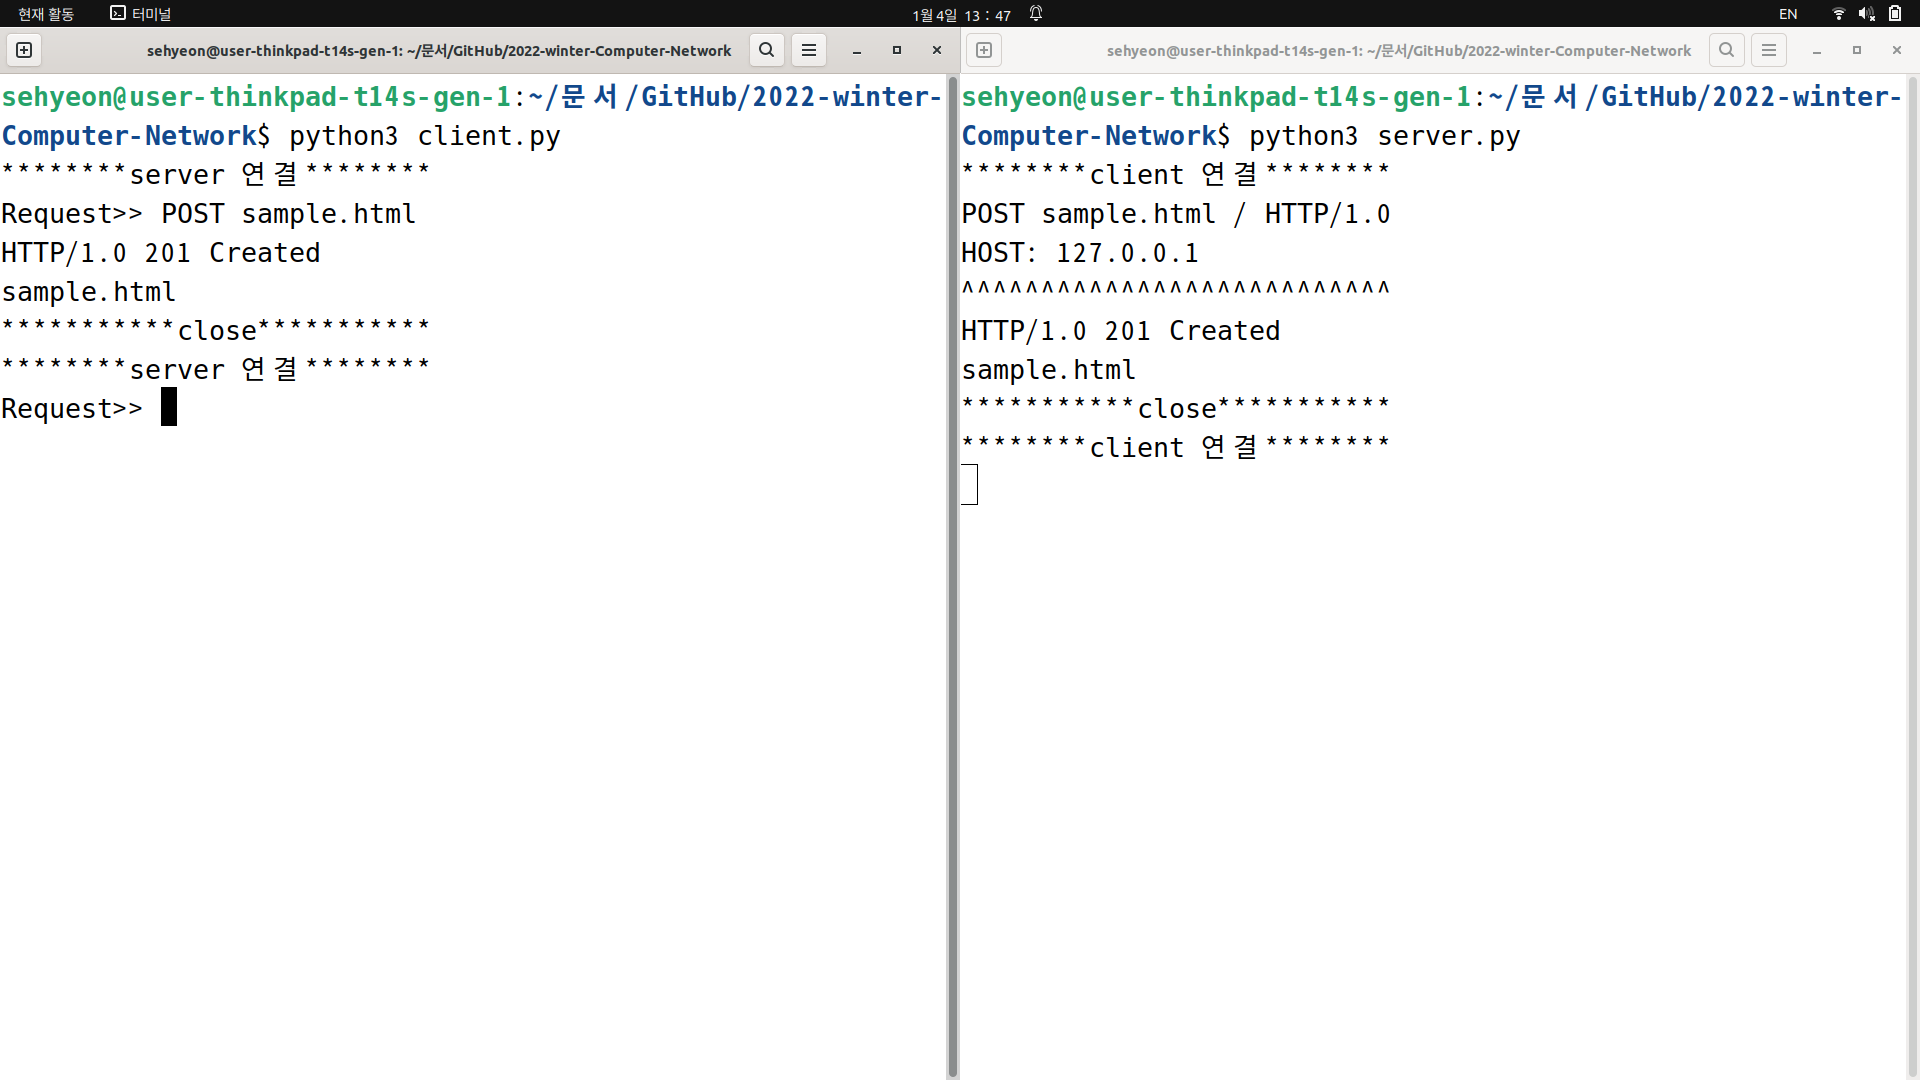 현재 활동 터미널 1월 4일 13 : 47 EN
sehyeon@user-thinkpad-t14s-gen-1: ~/문서/GitHub/2022-winter-Computer-Network
sehyeon@user-thinkpad-t14s-gen-1:~/문서/GitHub/2022-winter-
Computer-Network$ python3 client.py
********server 연결********
Request>> POST sample.html
HTTP/1.0 201 Created
sample.html
***********close***********
********server 연결********
Request>>
sehyeon@user-thinkpad-t14s-gen-1: ~/문서/GitHub/2022-winter-Computer-Network
sehyeon@user-thinkpad-t14s-gen-1:~/문서/GitHub/2022-winter-
Computer-Network$ python3 server.py
********client 연결********
POST sample.html / HTTP/1.0
HOST: 127.0.0.1
^^^^^^^^^^^^^^^^^^^^^^^^^^^
HTTP/1.0 201 Created
sample.html
***********close***********
********client 연결********